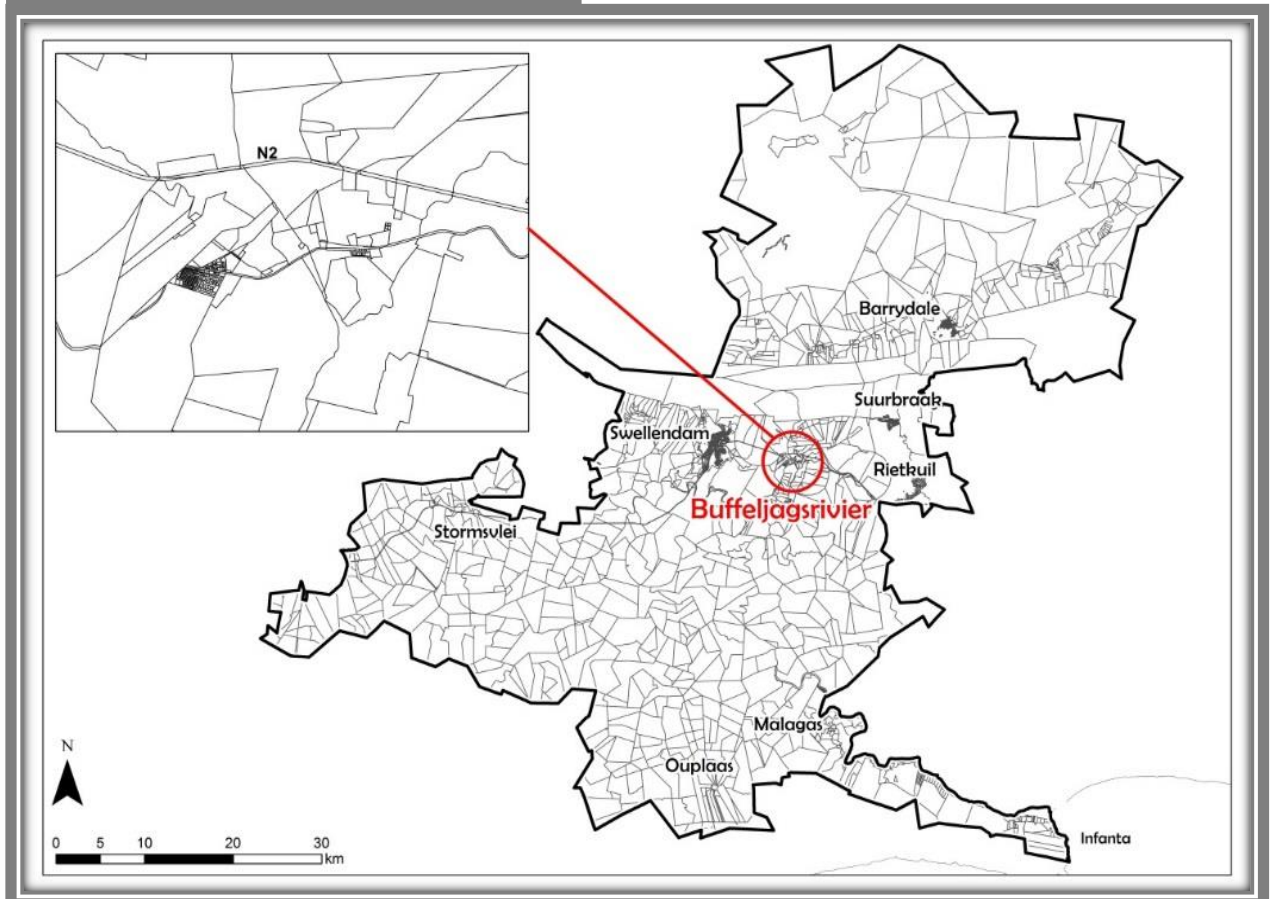 N2
Barrydale
Suurbraak
Swellendam
Rietkuil
Buffeljagsrivier
Stormsvlei
Malagas
Ouplaas
Infanta
N
0 5 10 20 30
km